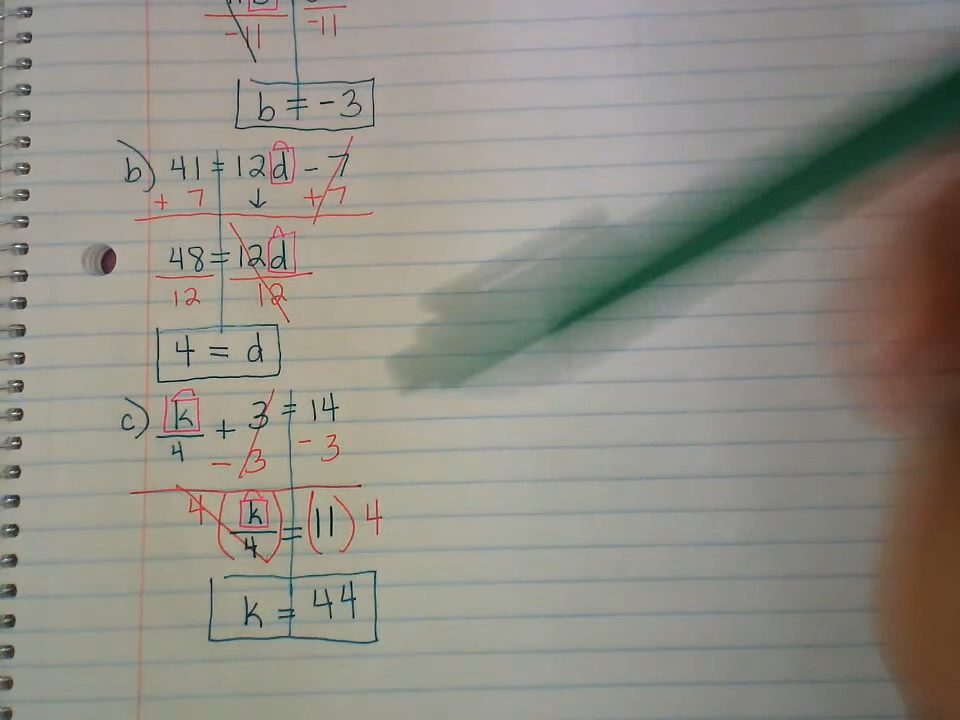 -11 -11
b = -3
b) 41 = 12d - 7
+ 7 ↓ + 7
48 = 12d
12 12
4 = d
c) k/4 + 3 = 14
- 3 - 3
4 (k/4) = (11) 4
k = 44